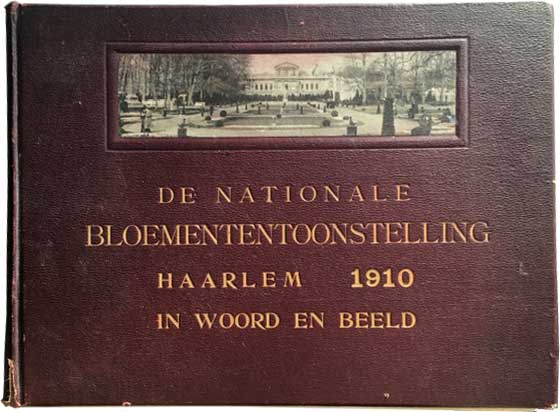 DE NATIONALE
BLOEMENTENTOONSTELLING
HAARLEM 1910
IN WOORD EN BEELD